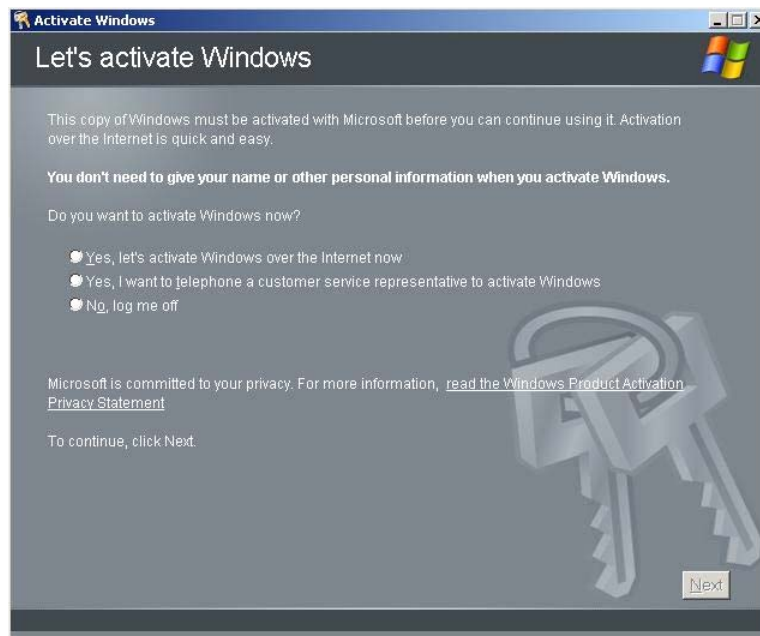 Activate Windows
Let's activate Windows
This copy of Windows must be activated with Microsoft before you can continue using it. Activation
over the Internet is quick and easy.
You don't need to give your name or other personal information when you activate Windows.
Do you want to activate Windows now?
Yes, let's activate Windows over the Internet now
Yes, I want to telephone a customer service representative to activate Windows
No, log me off
Microsoft is committed to your privacy. For more information, read the Windows Product Activation
Privacy Statement
To continue, click Next.
Next